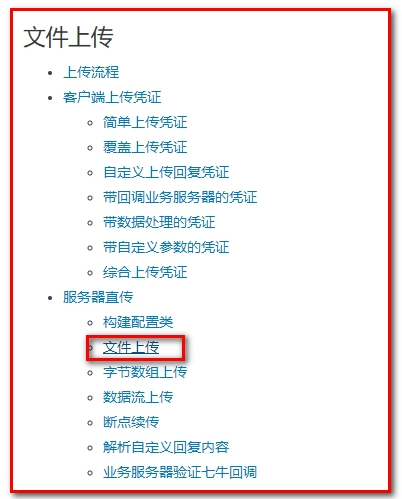 文件上传
上传流程
客户端上传凭证
简单上传凭证
覆盖上传凭证
自定义上传回复凭证
带回调业务服务器的凭证
带数据处理的凭证
带自定义参数的凭证
综合上传凭证
服务器直传
构建配置类
文件上传
字节数组上传
数据流上传
断点续传
解析自定义回复内容
业务服务器验证七牛回调